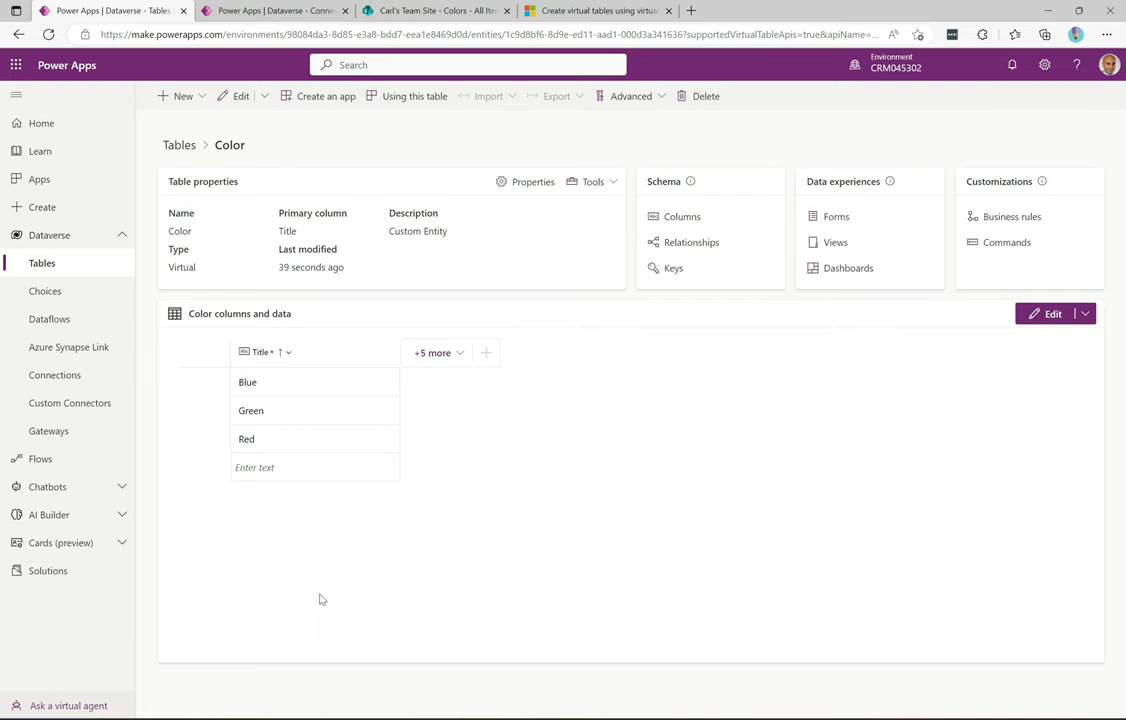 Power Apps | Dataverse - Tables
Power Apps | Dataverse - Conne
Carl's Team Site - Colors - All Ite
Create virtual tables using virtual
https://make.powerapps.com/environments/98084da3-8d85-e3a8-bdd7-eea1e8469d0d/entities/1c9d8bf6-8d9e-ed11-aad1-000d3a341636?supportedVirtualTableApis=true&apiName=...
Power Apps
Search
Environment
CRM045302
New
Edit
Create an app
Using this table
Import
Export
Advanced
Delete
Home
Learn
Apps
Create
Dataverse
Tables
Choices
Dataflows
Azure Synapse Link
Connections
Custom Connectors
Gateways
Flows
Chatbots
AI Builder
Cards (preview)
Solutions
Ask a virtual agent
Tables > Color
Table properties
Properties
Tools
Name
Primary column
Description
Color
Title
Custom Entity
Type
Last modified
Virtual
39 seconds ago
Schema
Columns
Relationships
Keys
Data experiences
Forms
Views
Dashboards
Customizations
Business rules
Commands
Color columns and data
Edit
Title *
+5 more
Blue
Green
Red
Enter text